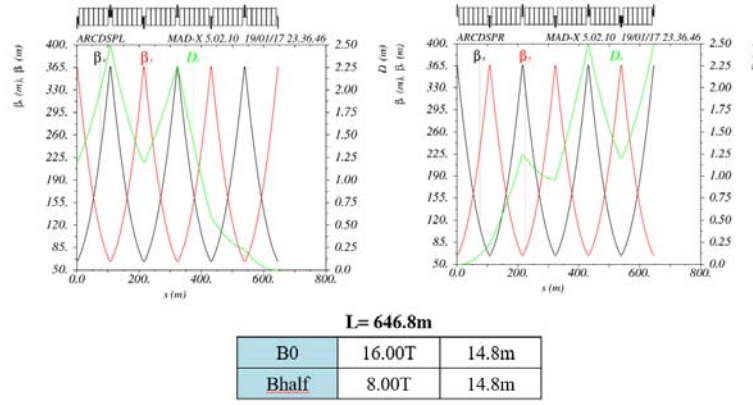 ARCDSPL MAD-X 5.02.10 19/01/17 23.36.46
400. 2.50
365. 2.25
330. 2.00
295. 1.75
260. 1.50
225. 1.25
190. 1.00
155. 0.75
120. 0.50
85. 0.25
50. 0.0
0.0 200. 400. 600. 800.
s (m)
D (m)
ARCDSPR MAD-X 5.02.10 19/01/17 23.36.46
400. 2.50
365. 2.25
330. 2.00
295. 1.75
260. 1.50
225. 1.25
190. 1.00
155. 0.75
120. 0.50
85. 0.25
50. 0.0
0.0 200. 400. 600. 800.
s (m)
L= 646.8m
B0 16.00T 14.8m
Bhalf 8.00T 14.8m